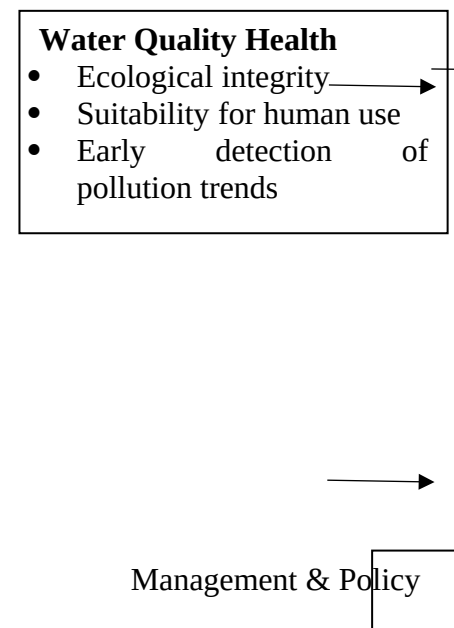 Water Quality Health
• Ecological integrity
• Suitability for human use
• Early detection of
pollution trends
Management & Policy